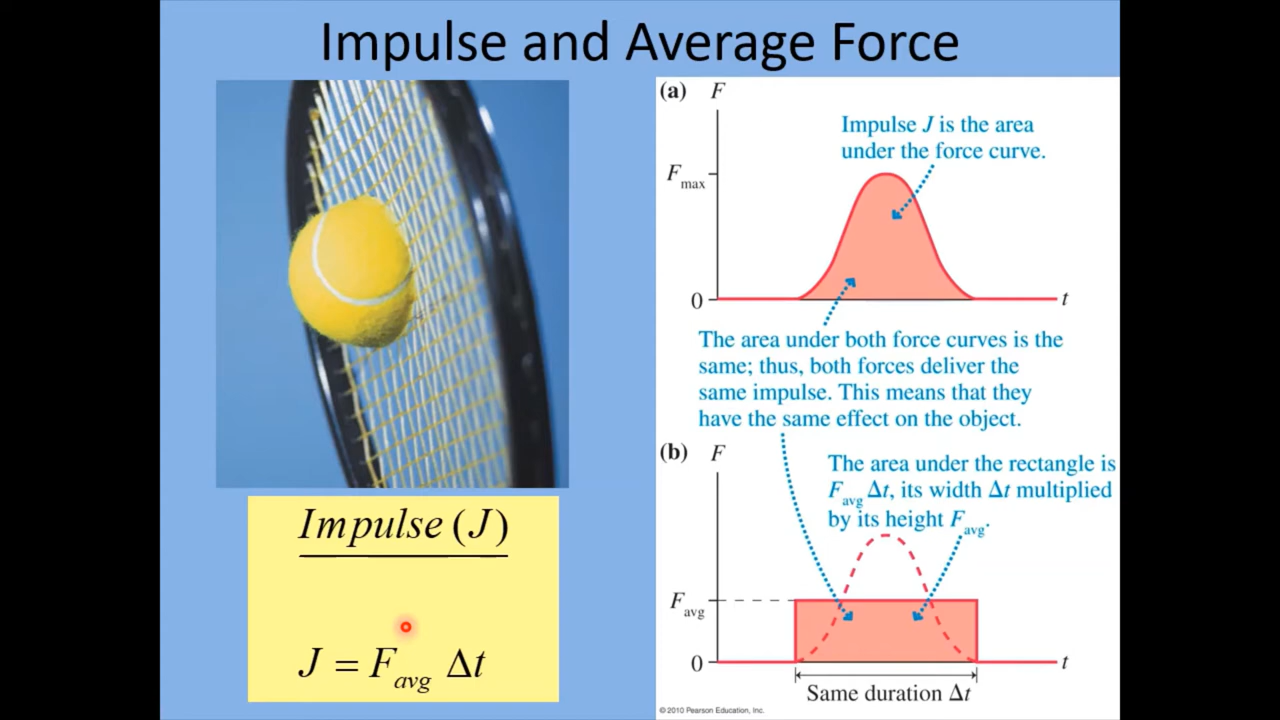 Impulse and Average Force
Impulse (J)
J = F_avg Δt
(a) F
Impulse J is the area
under the force curve.
F_max
0
t
The area under both force curves is the
same; thus, both forces deliver the
same impulse. This means that they
have the same effect on the object.
(b) F
The area under the rectangle is
F_avg Δt, its width Δt multiplied
by its height F_avg.
F_avg
0
t
Same duration Δt
© 2010 Pearson Education, Inc.